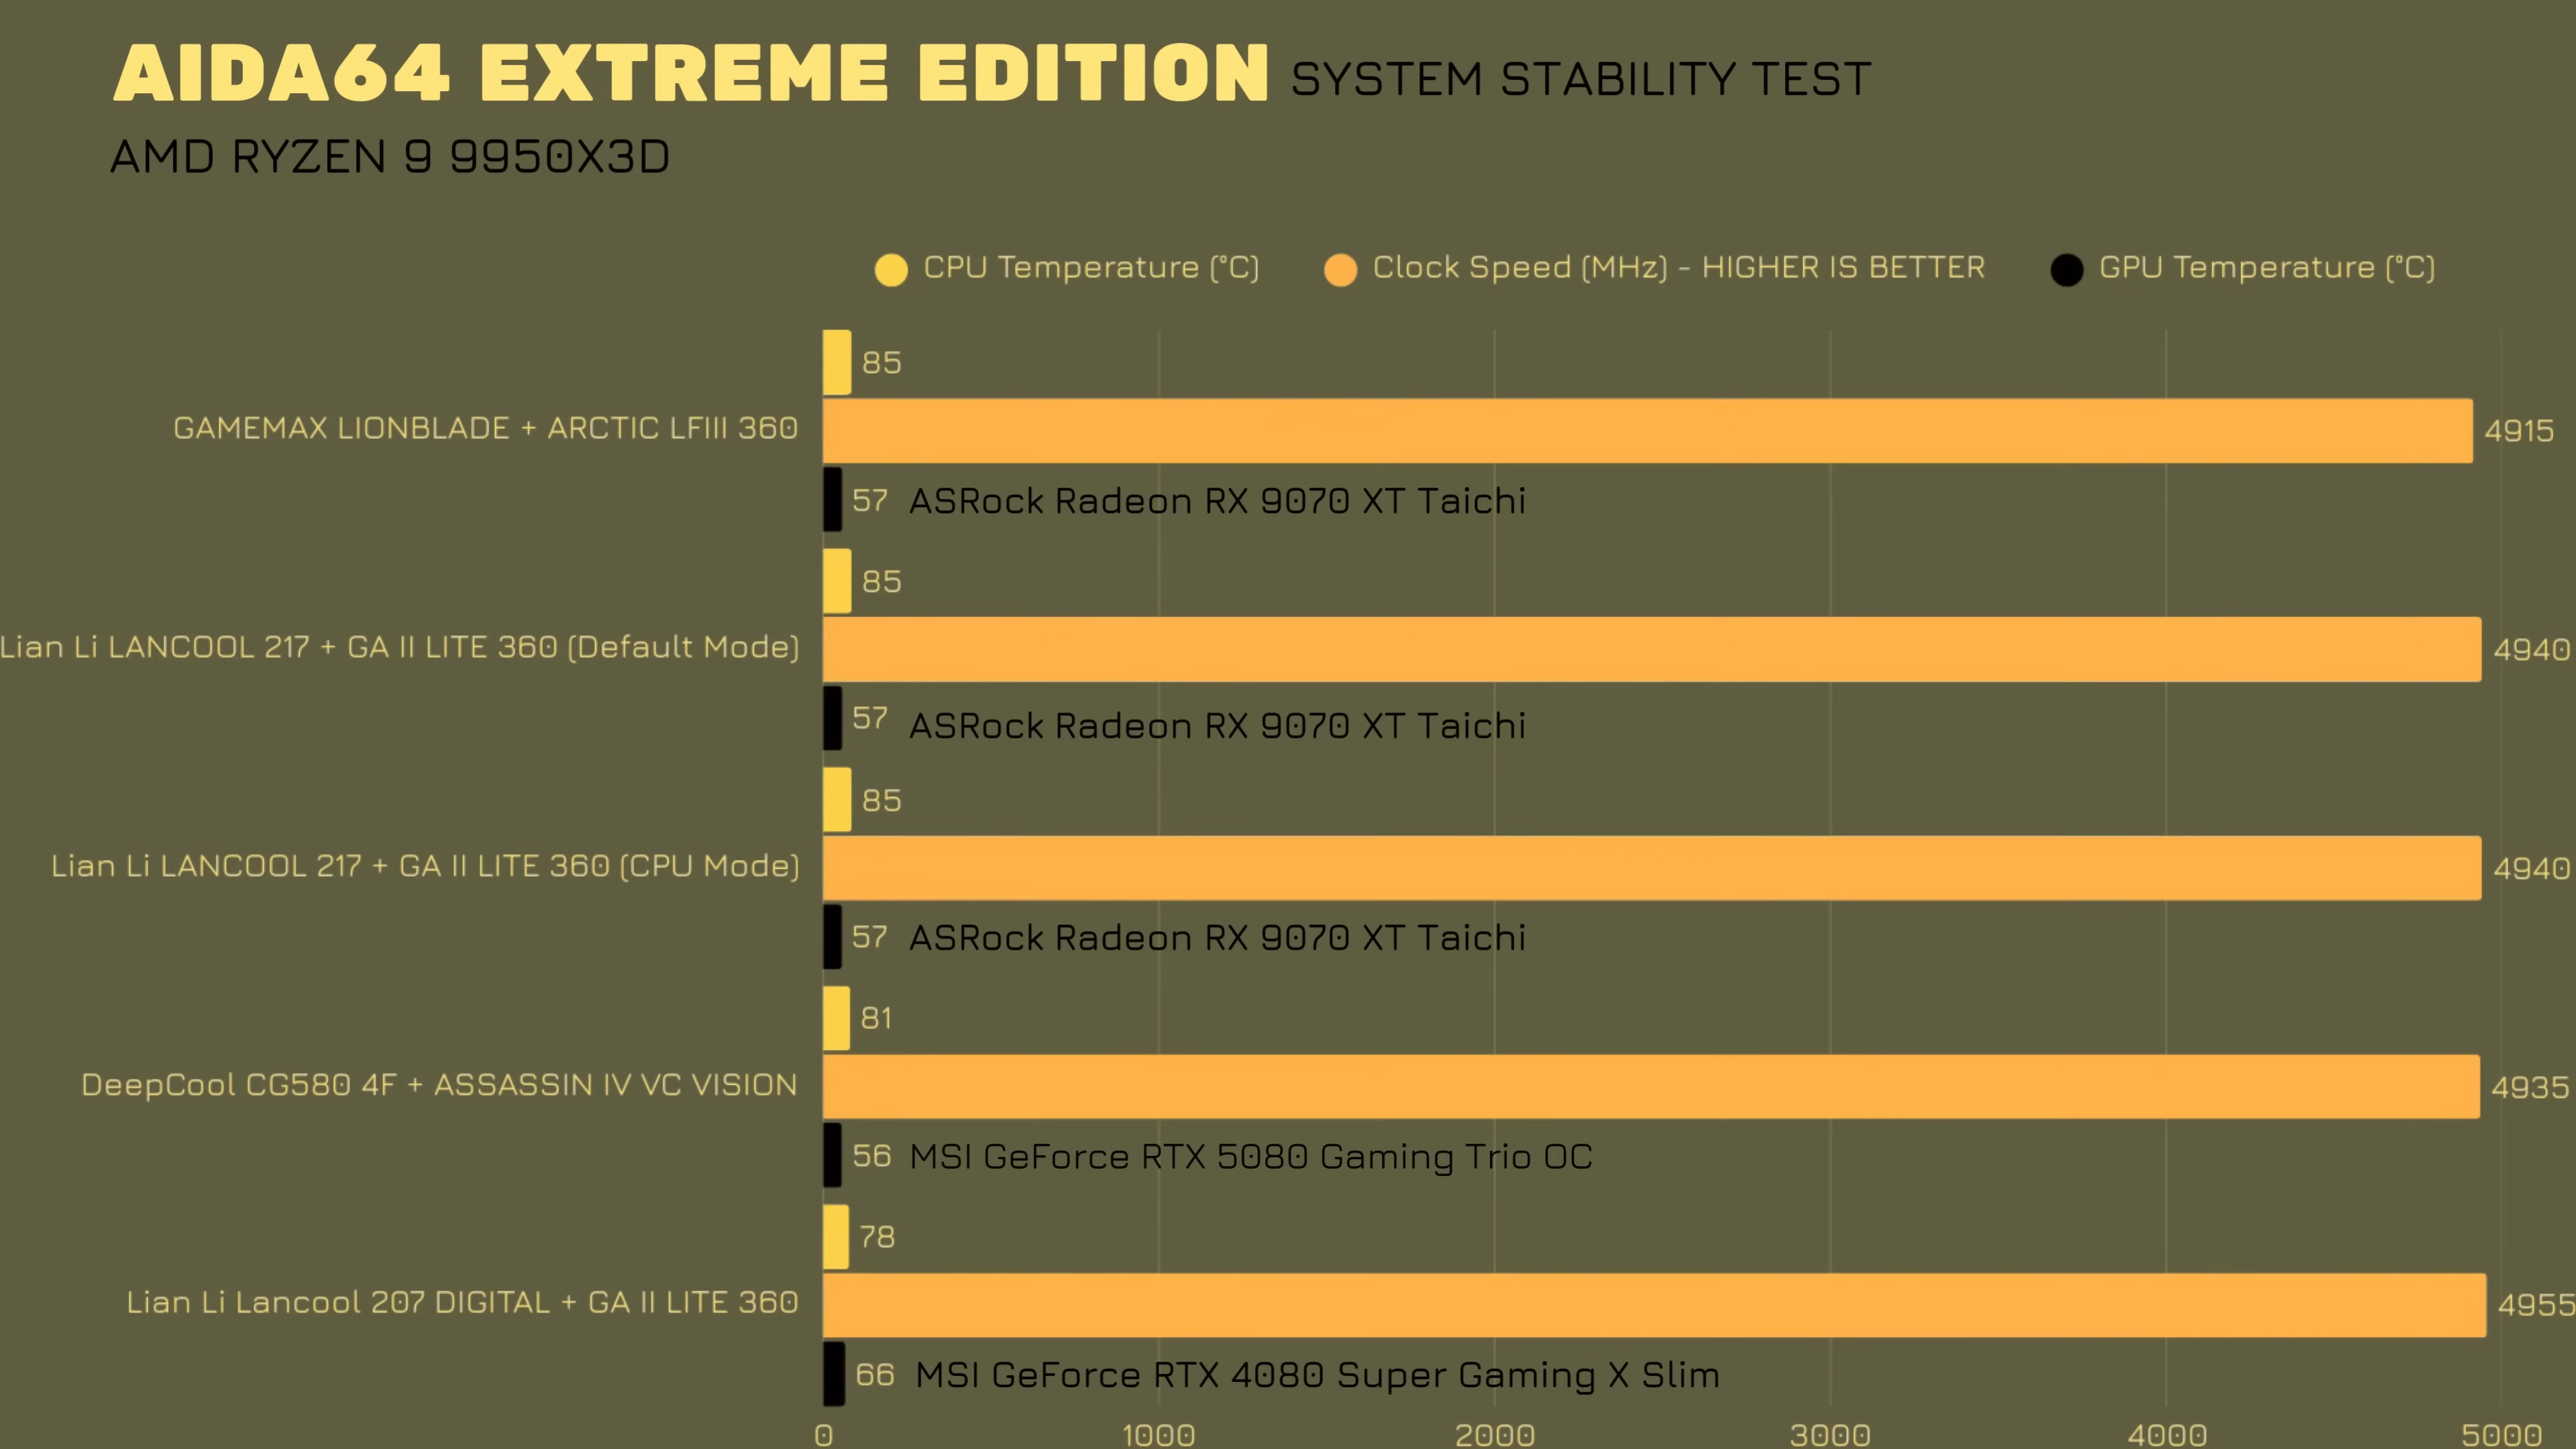 AIDA64 EXTREME EDITION SYSTEM STABILITY TEST
AMD RYZEN 9 9950X3D
CPU Temperature (°C) Clock Speed (MHz) - HIGHER IS BETTER GPU Temperature (°C)
85
GAMEMAX LIONBLADE + ARCTIC LFIII 360 4915
57 ASRock Radeon RX 9070 XT Taichi
85
Lian Li LANCOOL 217 + GA II LITE 360 (Default Mode) 4940
57 ASRock Radeon RX 9070 XT Taichi
85
Lian Li LANCOOL 217 + GA II LITE 360 (CPU Mode) 4940
57 ASRock Radeon RX 9070 XT Taichi
81
DeepCool CG580 4F + ASSASSIN IV VC VISION 4935
56 MSI GeForce RTX 5080 Gaming Trio OC
78
Lian Li Lancool 207 DIGITAL + GA II LITE 360 4955
66 MSI GeForce RTX 4080 Super Gaming X Slim
0 1000 2000 3000 4000 5000